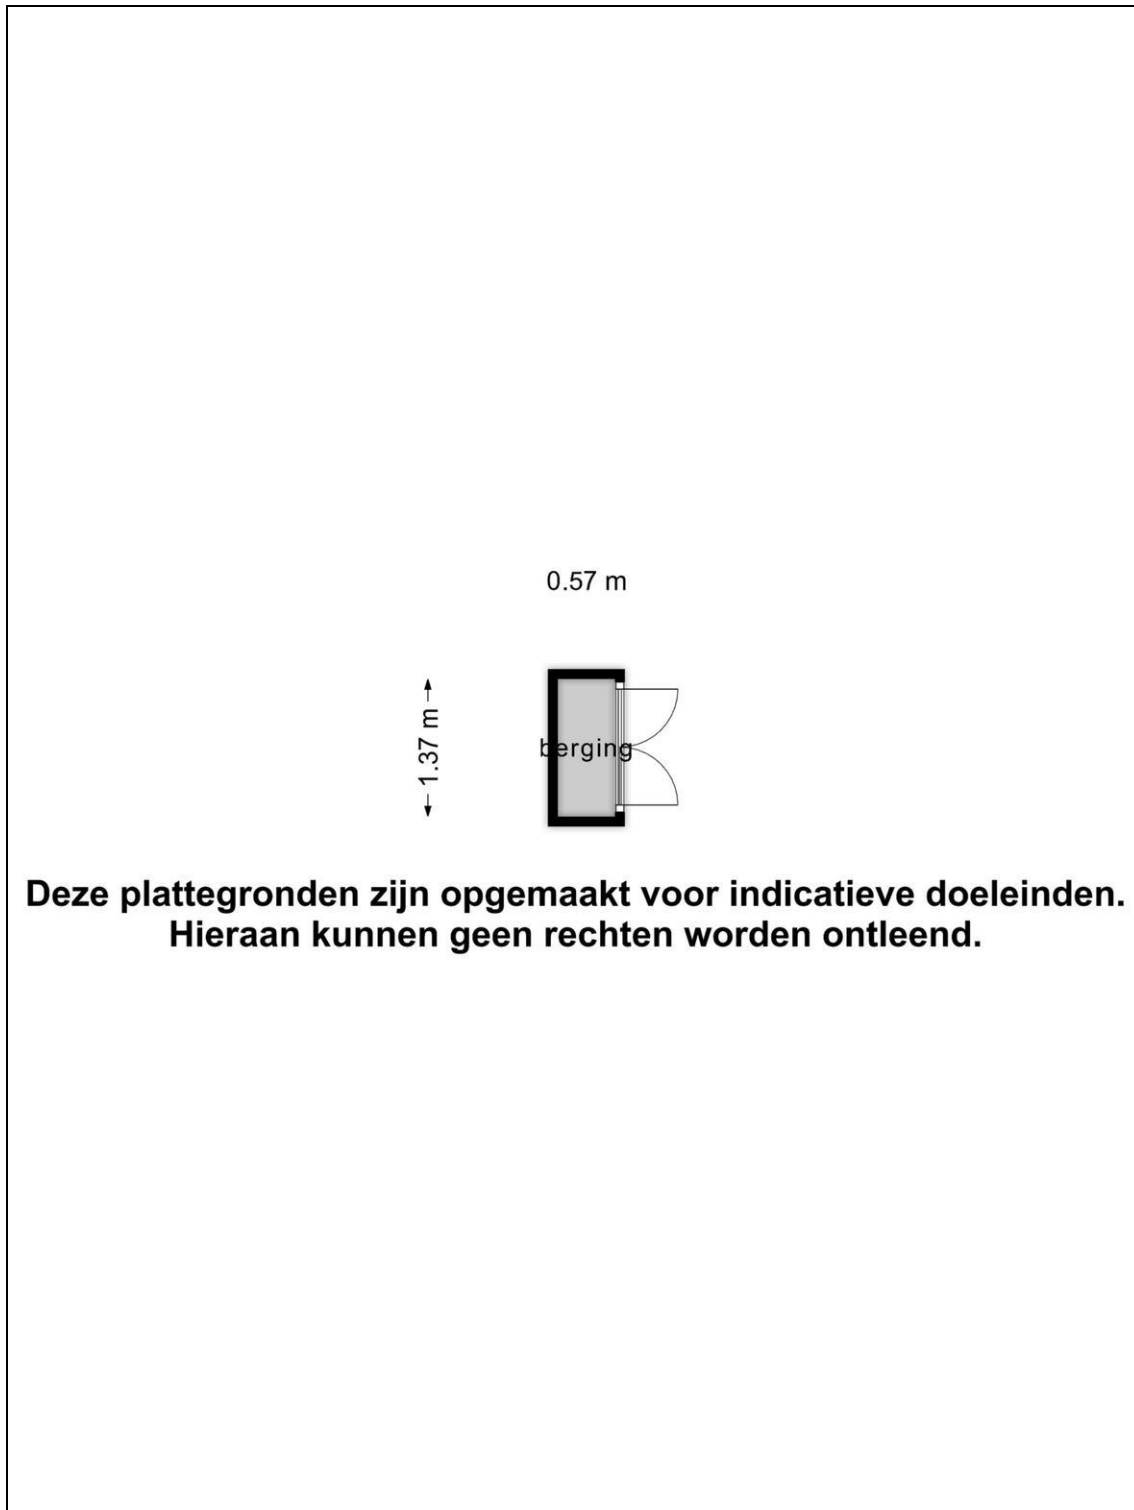 0.57 m
1.37 m
berging
Deze plattegronden zijn opgemaakt voor indicatieve doeleinden.
Hieraan kunnen geen rechten worden ontleend.